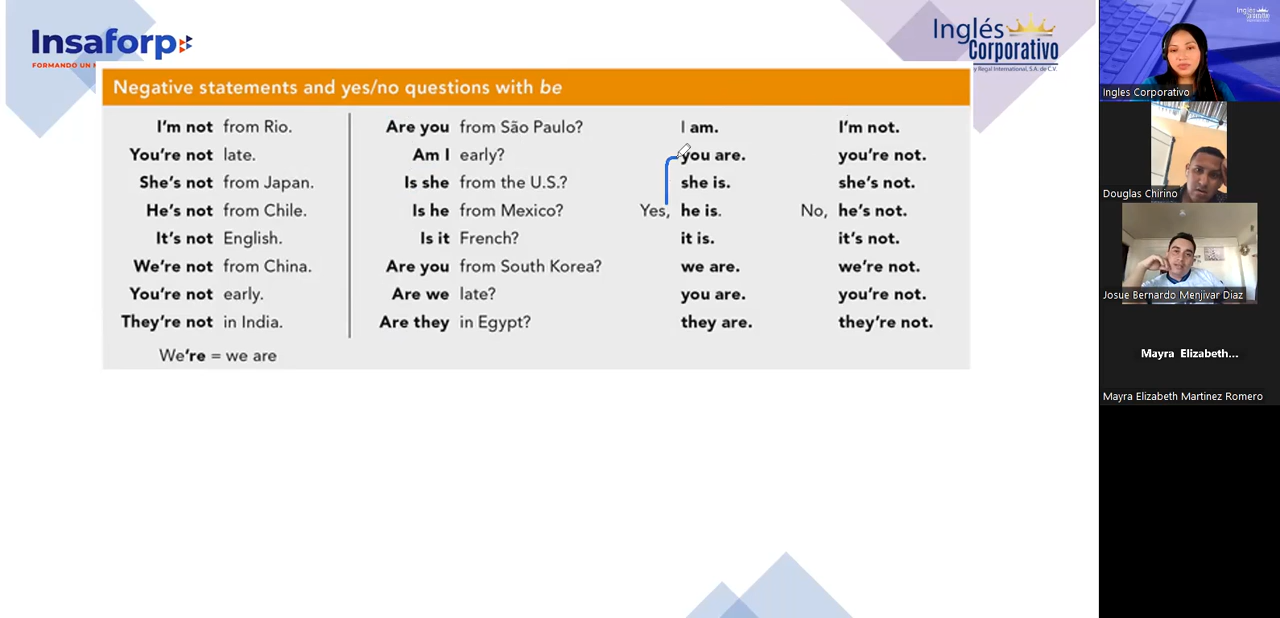 Insaforp
Inglés
Corporativo
Negative statements and yes/no questions with be
I'm not from Rio. Are you from São Paulo? I am. I'm not.
You're not late. Am I early? you are. you're not.
She's not from Japan. Is she from the U.S.? she is. she's not.
He's not from Chile. Is he from Mexico? Yes, he is. No, he's not.
It's not English. Is it French? it is. it's not.
We're not from China. Are you from South Korea? we are. we're not.
You're not early. Are we late? you are. you're not.
They're not in India. Are they in Egypt? they are. they're not.
We're = we are
Ingles Corporativo
Douglas Chirino
Josue Bernardo Menjivar Diaz
Mayra Elizabeth...
Mayra Elizabeth Martinez Romero